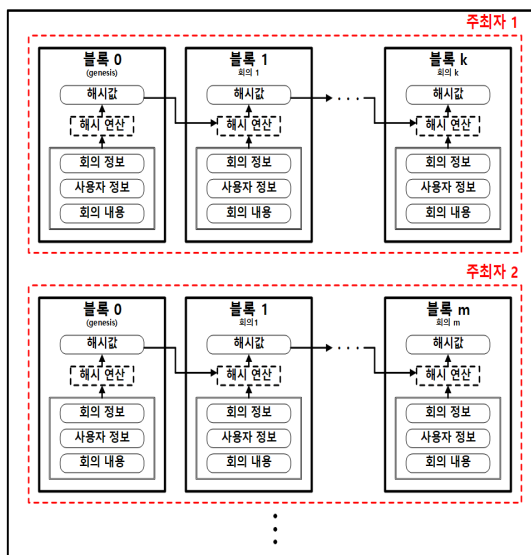 주최자 1
블록 0
(genesis)
해시값
해시 연산
회의 정보
사용자 정보
회의 내용
블록 1
회의 1
해시값
해시 연산
회의 정보
사용자 정보
회의 내용
블록 k
회의 k
해시값
해시 연산
회의 정보
사용자 정보
회의 내용
주최자 2
블록 0
(genesis)
해시값
해시 연산
회의 정보
사용자 정보
회의 내용
블록 1
회의1
해시값
해시 연산
회의 정보
사용자 정보
회의 내용
블록 m
회의 m
해시값
해시 연산
회의 정보
사용자 정보
회의 내용